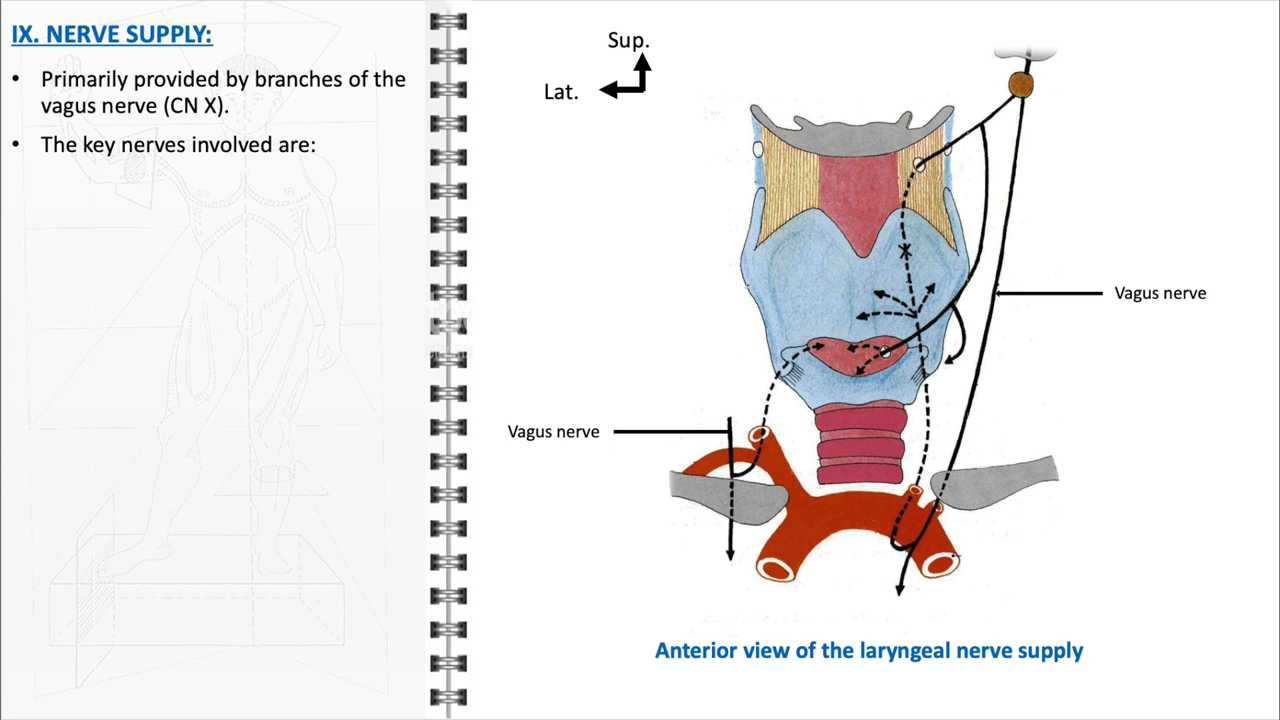 IX. NERVE SUPPLY:
• Primarily provided by branches of the
vagus nerve (CN X).
• The key nerves involved are:
Sup.
Lat.
Vagus nerve
Vagus nerve
Anterior view of the laryngeal nerve supply